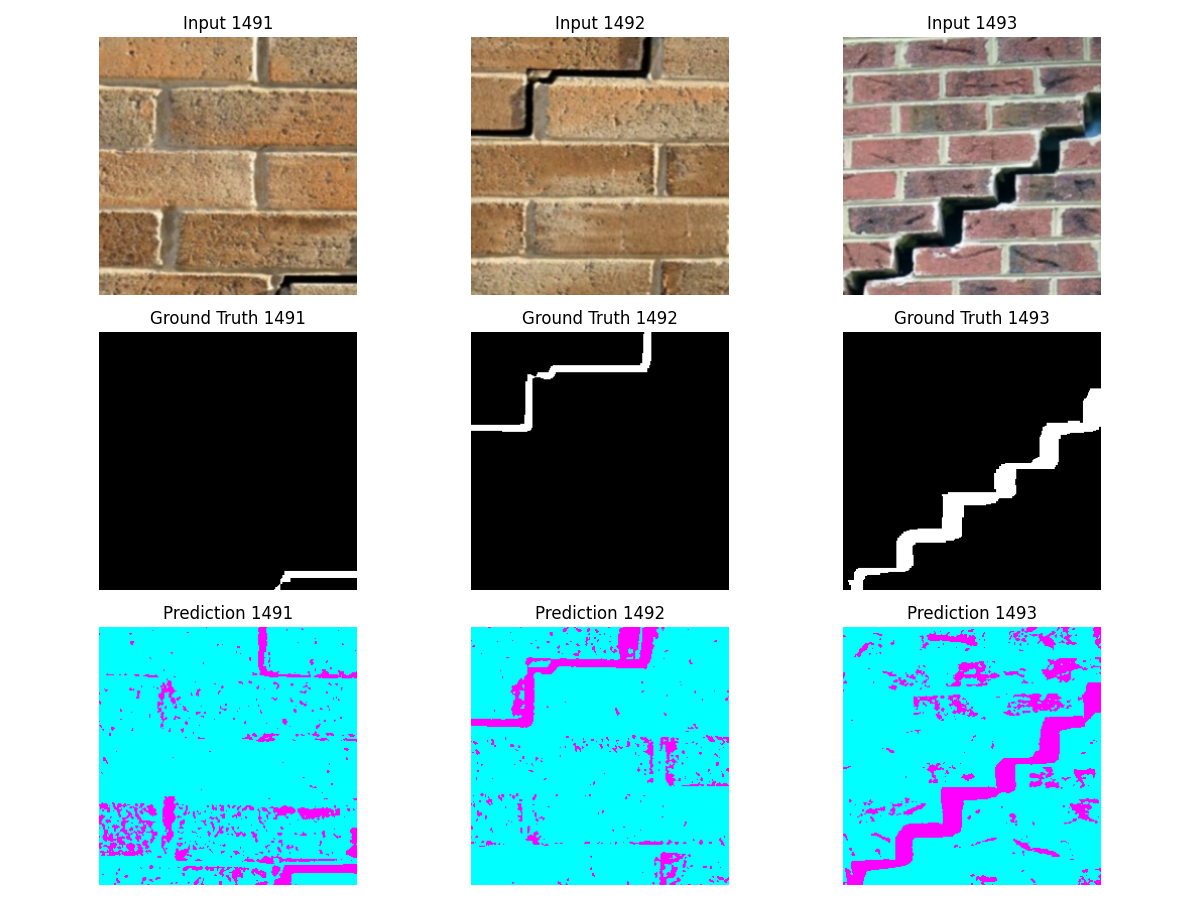 Input 1491
Input 1492
Input 1493
Ground Truth 1491
Ground Truth 1492
Ground Truth 1493
Prediction 1491
Prediction 1492
Prediction 1493